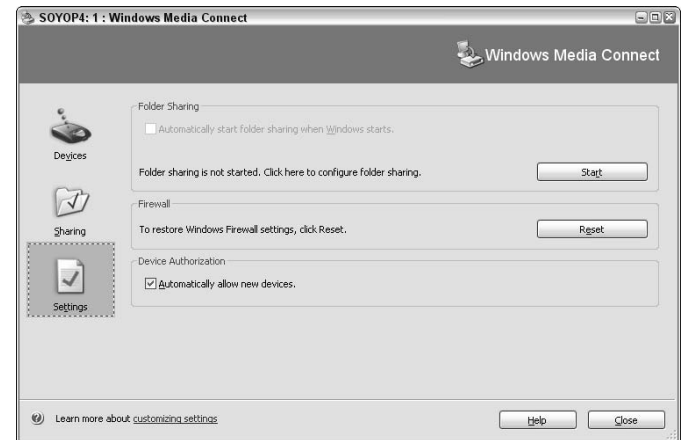 SOYOP4: 1 : Windows Media Connect
Windows Media Connect
Devices
Sharing
Settings
Folder Sharing
Automatically start folder sharing when Windows starts.
Folder sharing is not started. Click here to configure folder sharing.
Start
Firewall
To restore Windows Firewall settings, click Reset.
Reset
Device Authorization
Automatically allow new devices.
Learn more about customizing settings
Help
Close